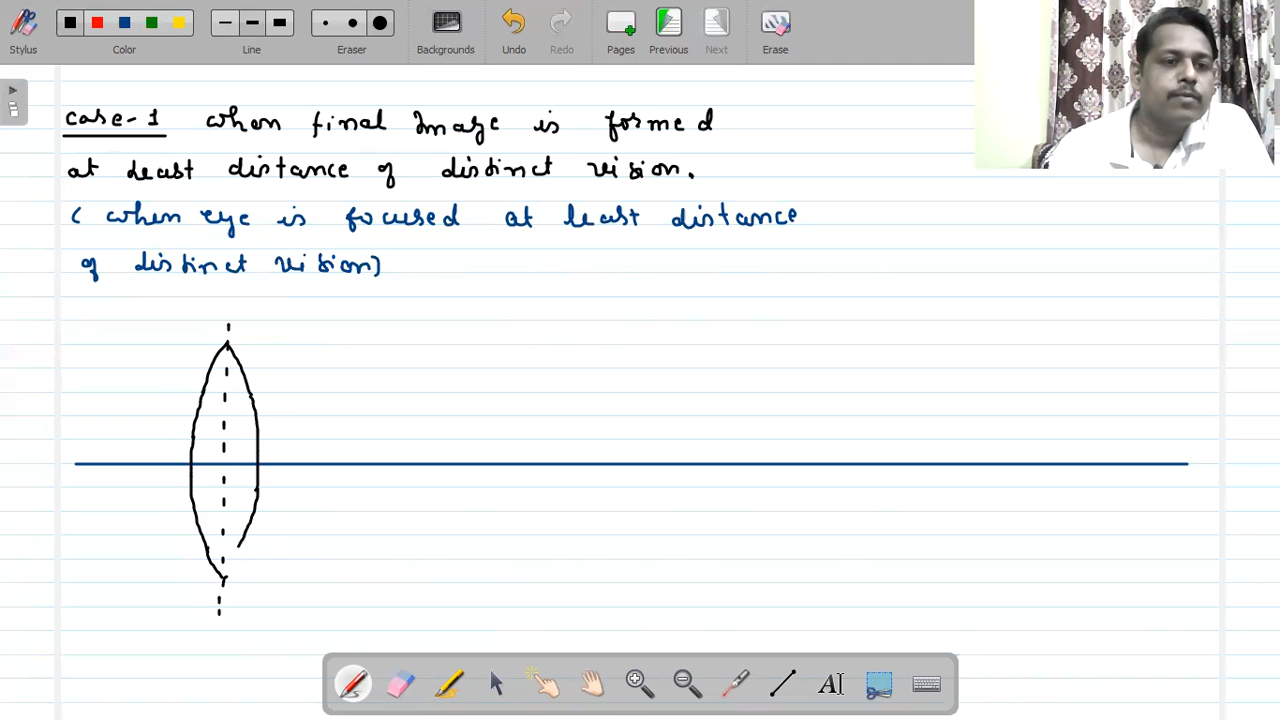 Stylus Color Line Eraser Backgrounds Undo Redo Pages Previous Next Erase
Case-1 when final Image is formed
at least distance of distinct vision.
( when eye is focused at least distance
of distinct vision)